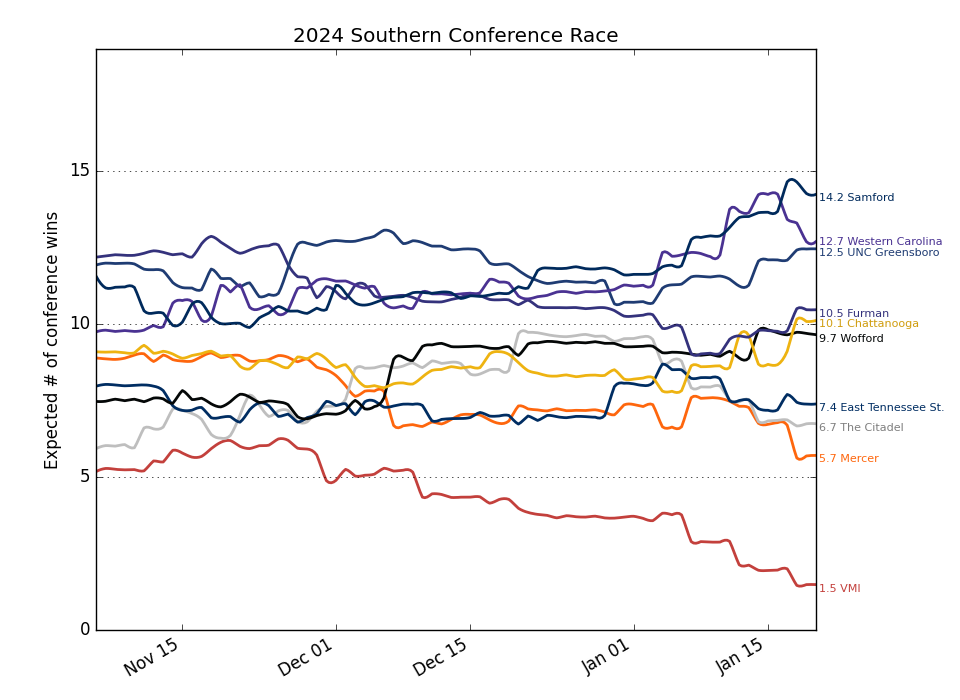 2024 Southern Conference Race
Expected # of conference wins
15
10
5
0
Nov 15
Dec 01
Dec 15
Jan 01
Jan 15
14.2 Samford
12.7 Western Carolina
12.5 UNC Greensboro
10.5 Furman
10.1 Chattanooga
9.7 Wofford
7.4 East Tennessee St.
6.7 The Citadel
5.7 Mercer
1.5 VMI